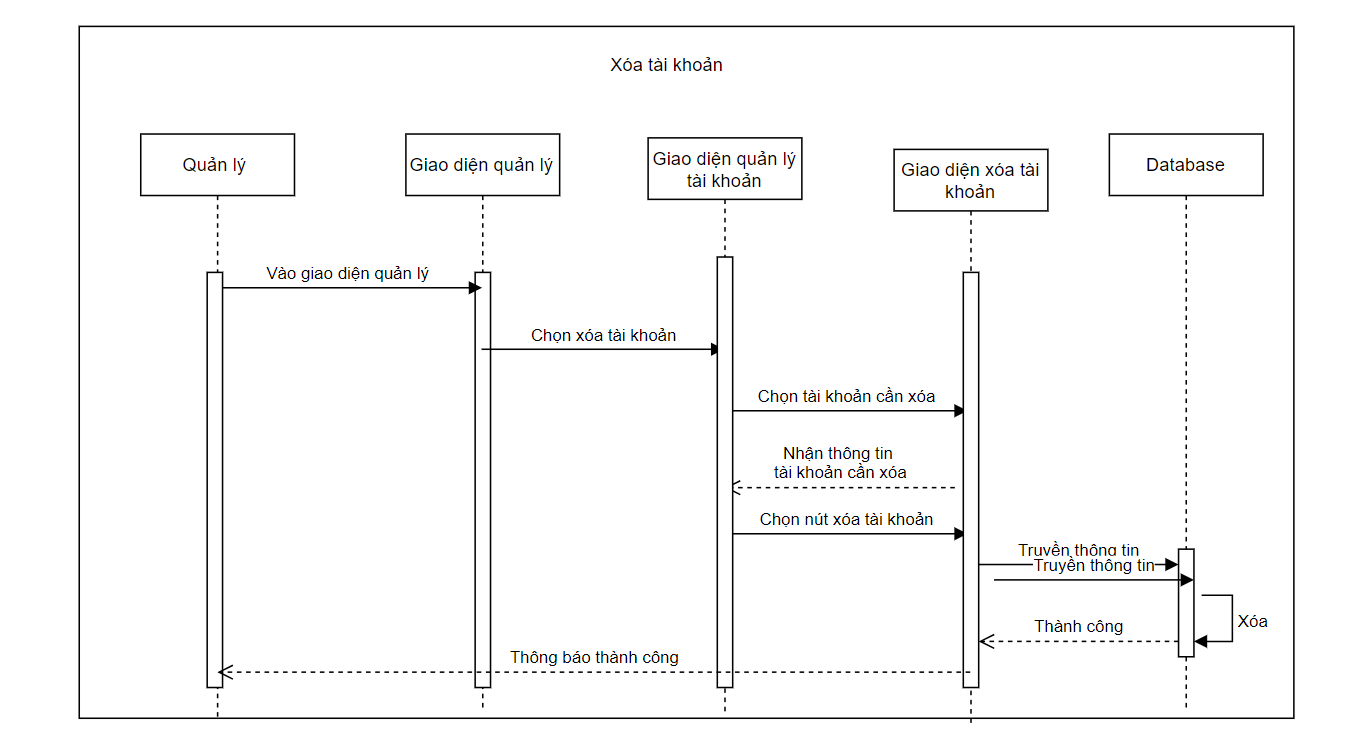 Xóa tài khoản
Quản lý
Giao diện quản lý
Giao diện quản lý
tài khoản
Giao diện xóa tài
khoản
Database
Vào giao diện quản lý
Chọn xóa tài khoản
Chọn tài khoản cần xóa
Nhận thông tin
tài khoản cần xóa
Chọn nút xóa tài khoản
Truyền thông tin
Truyền thông tin
Xóa
Thành công
Thông báo thành công